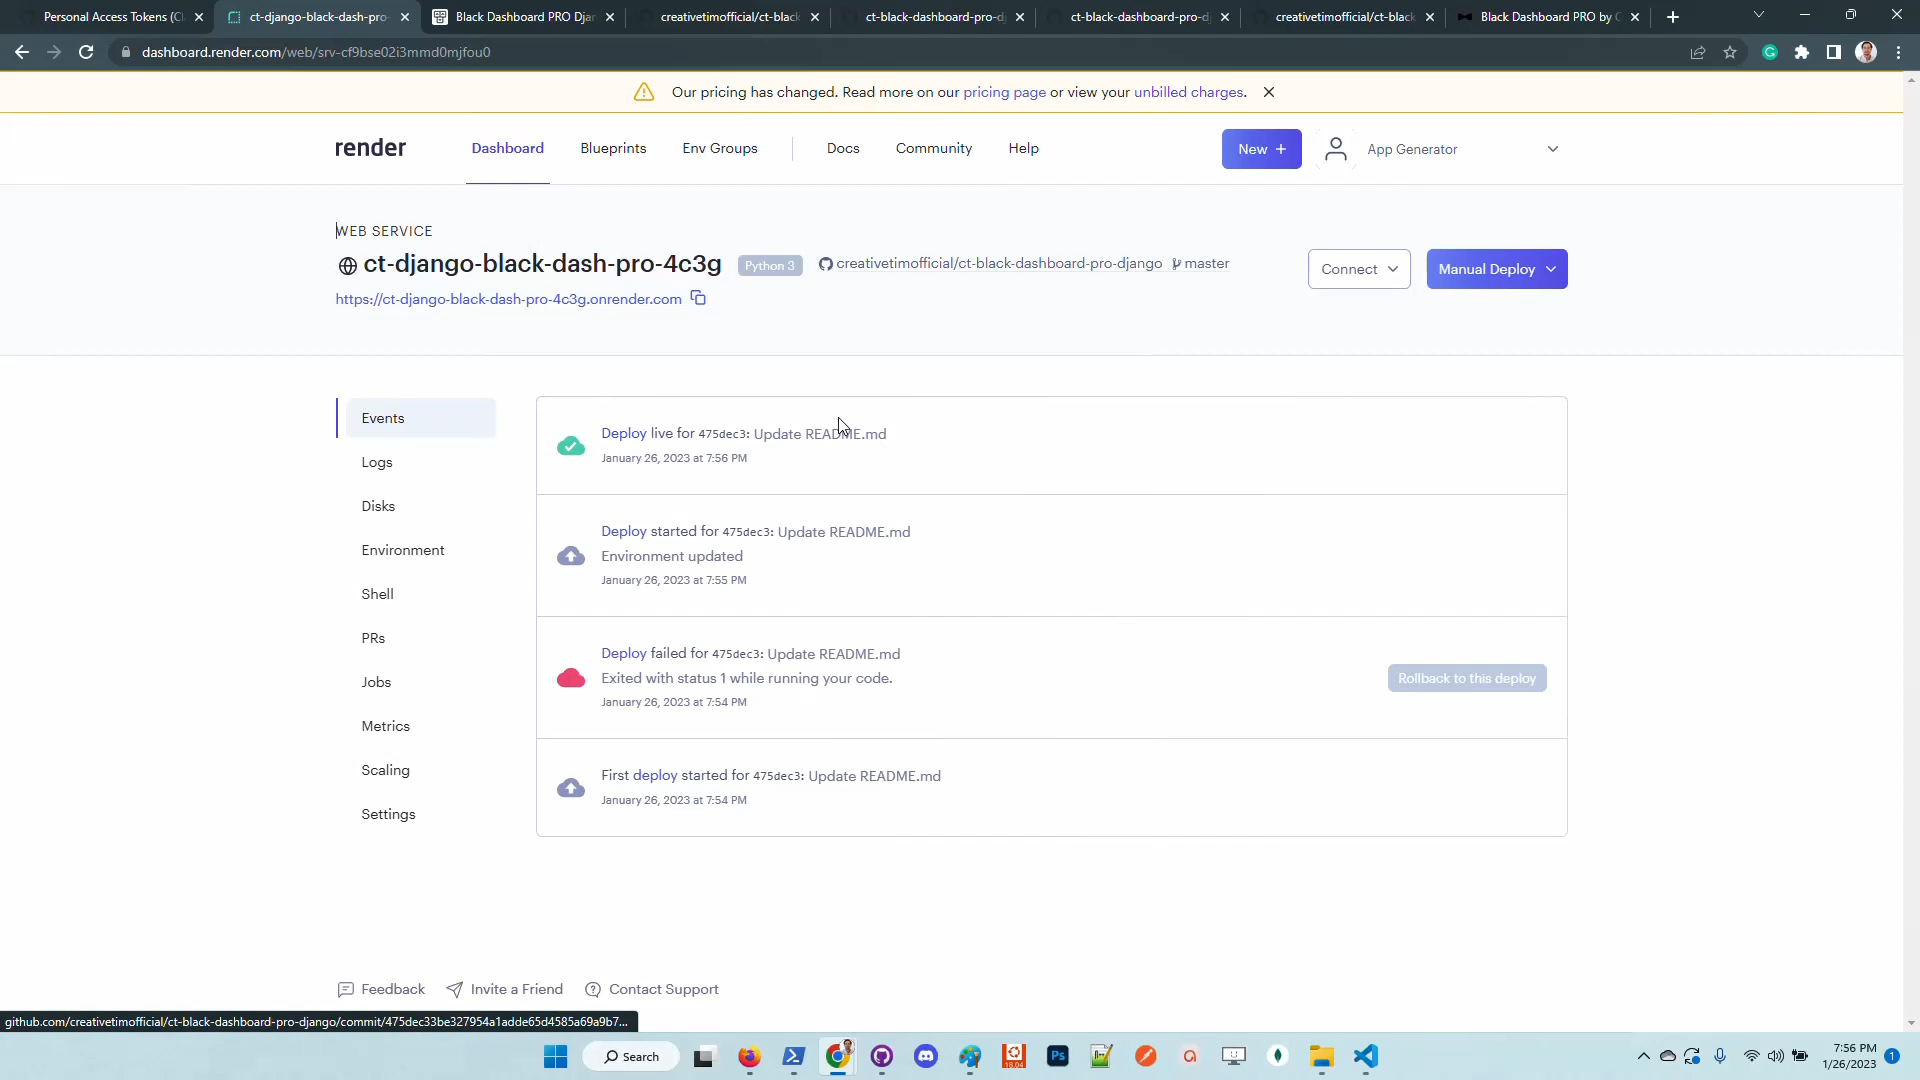 Personal Access Tokens (Cl
ct-django-black-dash-pro-
Black Dashboard PRO Djan
creativetimofficial/ct-black
ct-black-dashboard-pro-d
ct-black-dashboard-pro-dj
creativetimofficial/ct-black
Black Dashboard PRO by C
dashboard.render.com/web/srv-cf9bse02i3mmd0mjfou0
Our pricing has changed. Read more on our pricing page or view your unbilled charges.
render
Dashboard
Blueprints
Env Groups
Docs
Community
Help
New +
App Generator
WEB SERVICE
ct-django-black-dash-pro-4c3g
Python 3
creativetimofficial/ct-black-dashboard-pro-django
master
Connect
Manual Deploy
https://ct-django-black-dash-pro-4c3g.onrender.com
Events
Logs
Disks
Environment
Shell
PRs
Jobs
Metrics
Scaling
Settings
Deploy live for 475dec3: Update README.md
January 26, 2023 at 7:56 PM
Deploy started for 475dec3: Update README.md
Environment updated
January 26, 2023 at 7:55 PM
Deploy failed for 475dec3: Update README.md
Exited with status 1 while running your code.
January 26, 2023 at 7:54 PM
Rollback to this deploy
First deploy started for 475dec3: Update README.md
January 26, 2023 at 7:54 PM
Feedback
Invite a Friend
Contact Support
github.com/creativetimofficial/ct-black-dashboard-pro-django/commit/475dec33be327954a1adde65d4585a69a9b7...
Search
18.04
Ps
7:56 PM
1/26/2023
1